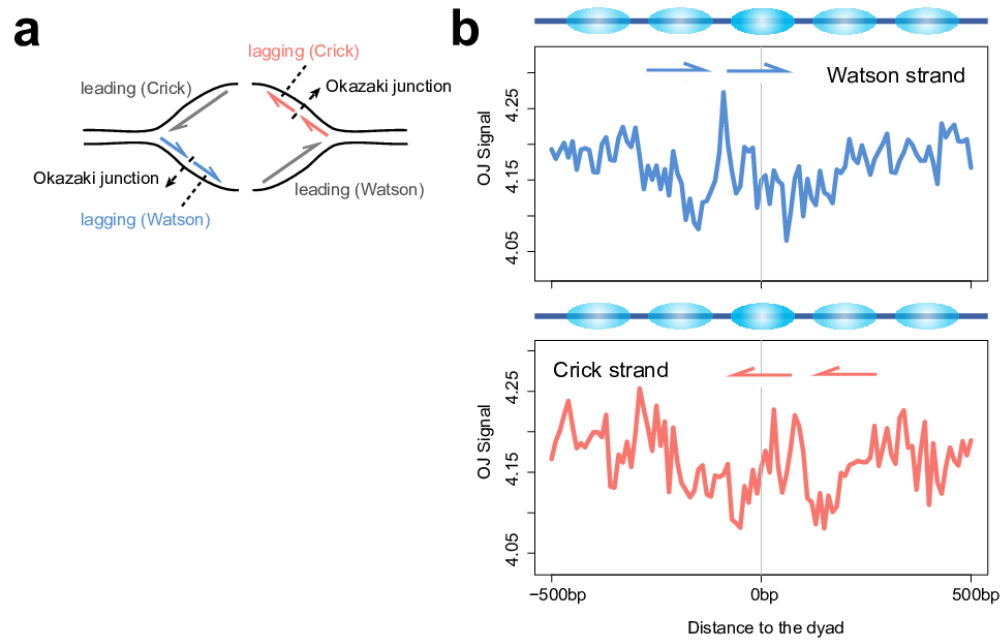 a
lagging (Crick)
leading (Crick)
Okazaki junction
Okazaki junction
leading (Watson)
lagging (Watson)
b
Watson strand
OJ Signal
4.25
4.15
4.05
Crick strand
OJ Signal
4.25
4.15
4.05
−500bp
0bp
500bp
Distance to the dyad